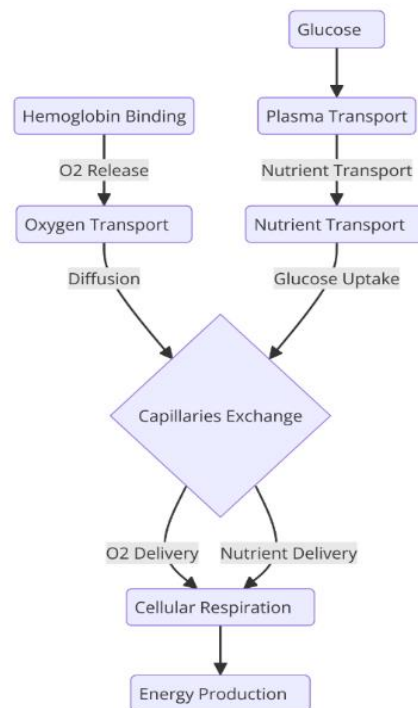 Glucose
Hemoglobin Binding
Plasma Transport
O2 Release
Nutrient Transport
Oxygen Transport
Nutrient Transport
Diffusion
Glucose Uptake
Capillaries Exchange
O2 Delivery
Nutrient Delivery
Cellular Respiration
Energy Production